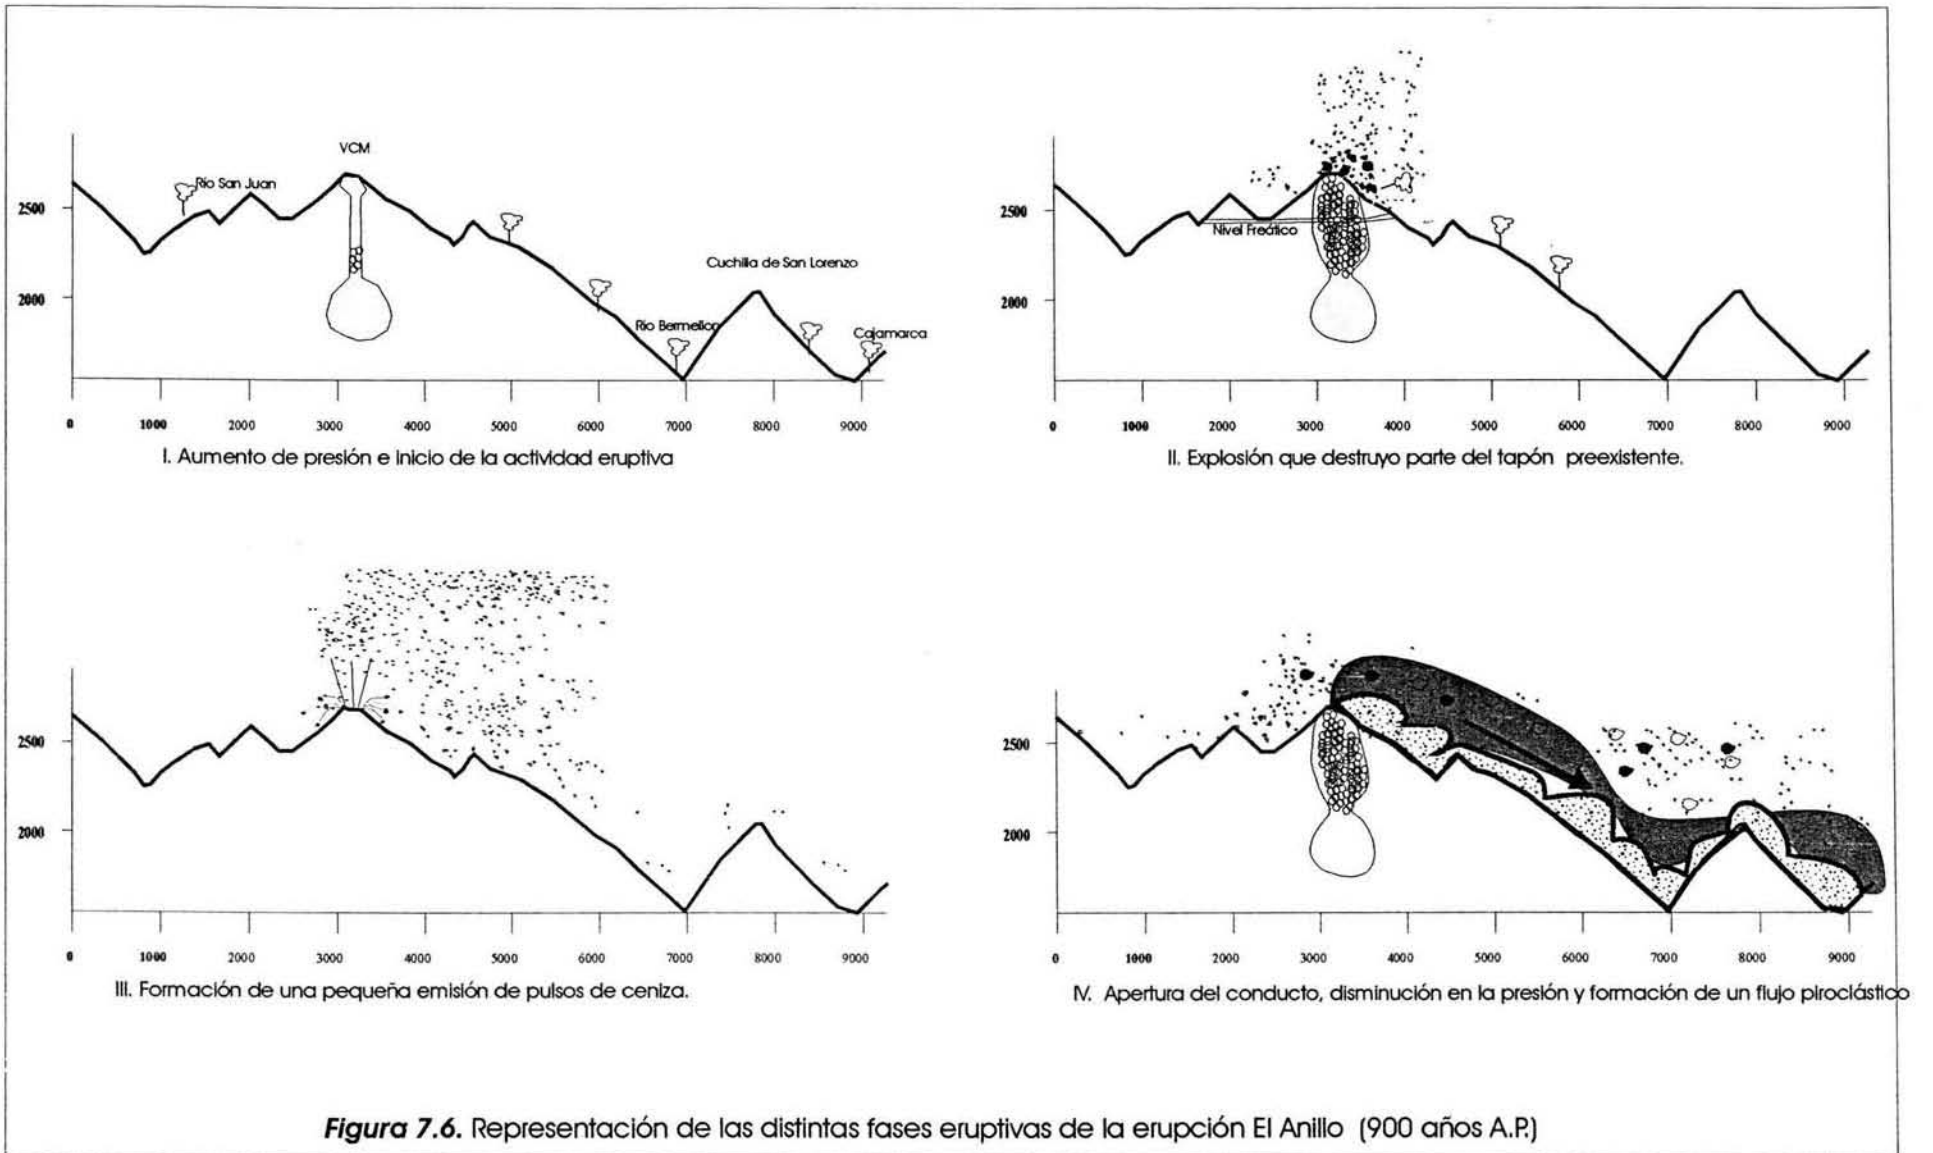 VCM
Río San Juan
2500
Cuchilla de San Lorenzo
2000
Río Bermellon
Cajamarca
0 1000 2000 3000 4000 5000 6000 7000 8000 9000
I. Aumento de presión e inicio de la actividad eruptiva
2500
Nivel Freático
2000
0 1000 2000 3000 4000 5000 6000 7000 8000 9000
II. Explosión que destruyo parte del tapón preexistente.
2500
2000
0 1000 2000 3000 4000 5000 6000 7000 8000 9000
III. Formación de una pequeña emisión de pulsos de ceniza.
2500
2000
0 1000 2000 3000 4000 5000 6000 7000 8000 9000
IV. Apertura del conducto, disminución en la presión y formación de un flujo piroclástico
Figura 7.6. Representación de las distintas fases eruptivas de la erupción El Anillo (900 años A.P.)